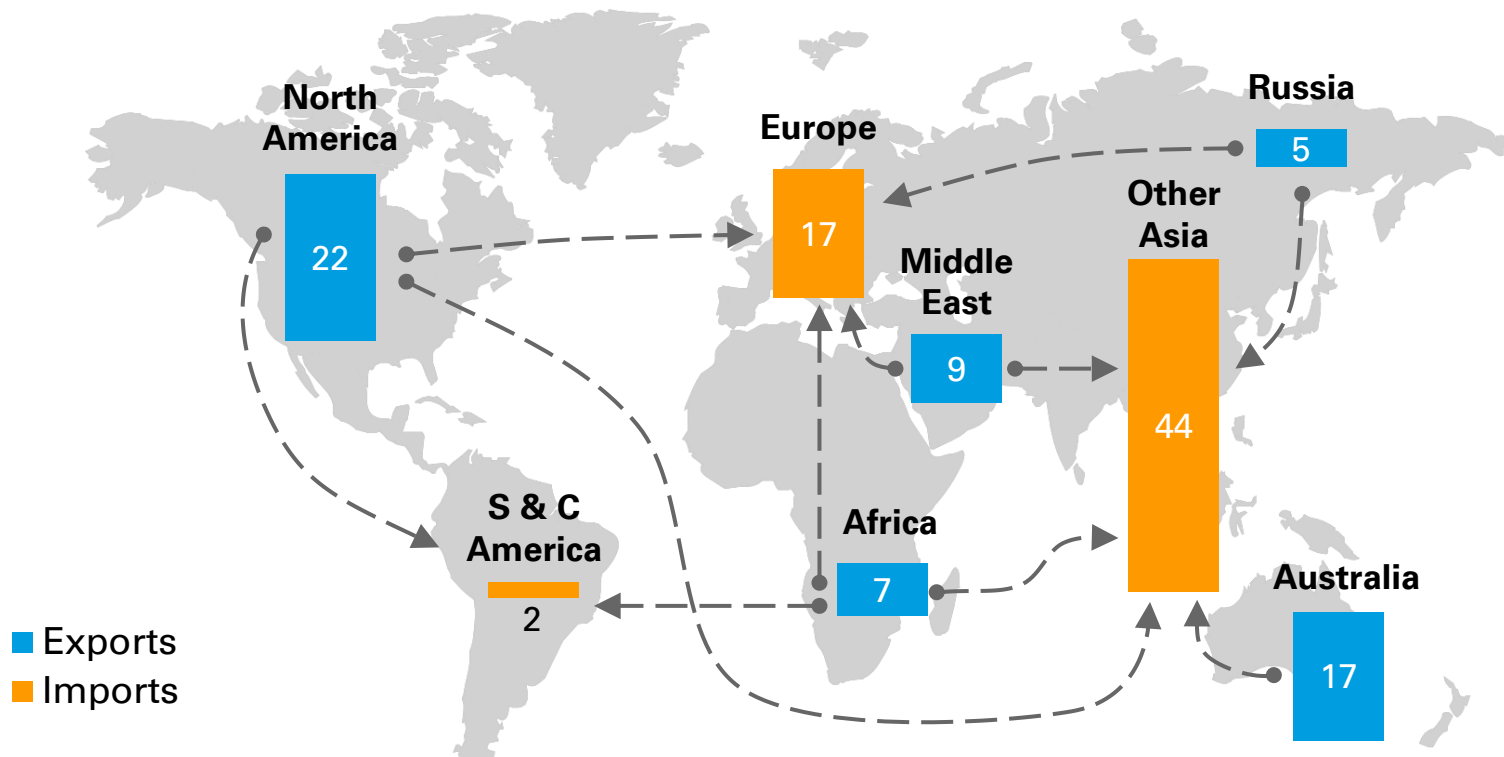 North
America
22
Europe
17
Russia
5
Other
Asia
44
Middle
East
9
S & C
America
2
Africa
7
Australia
17
Exports
Imports